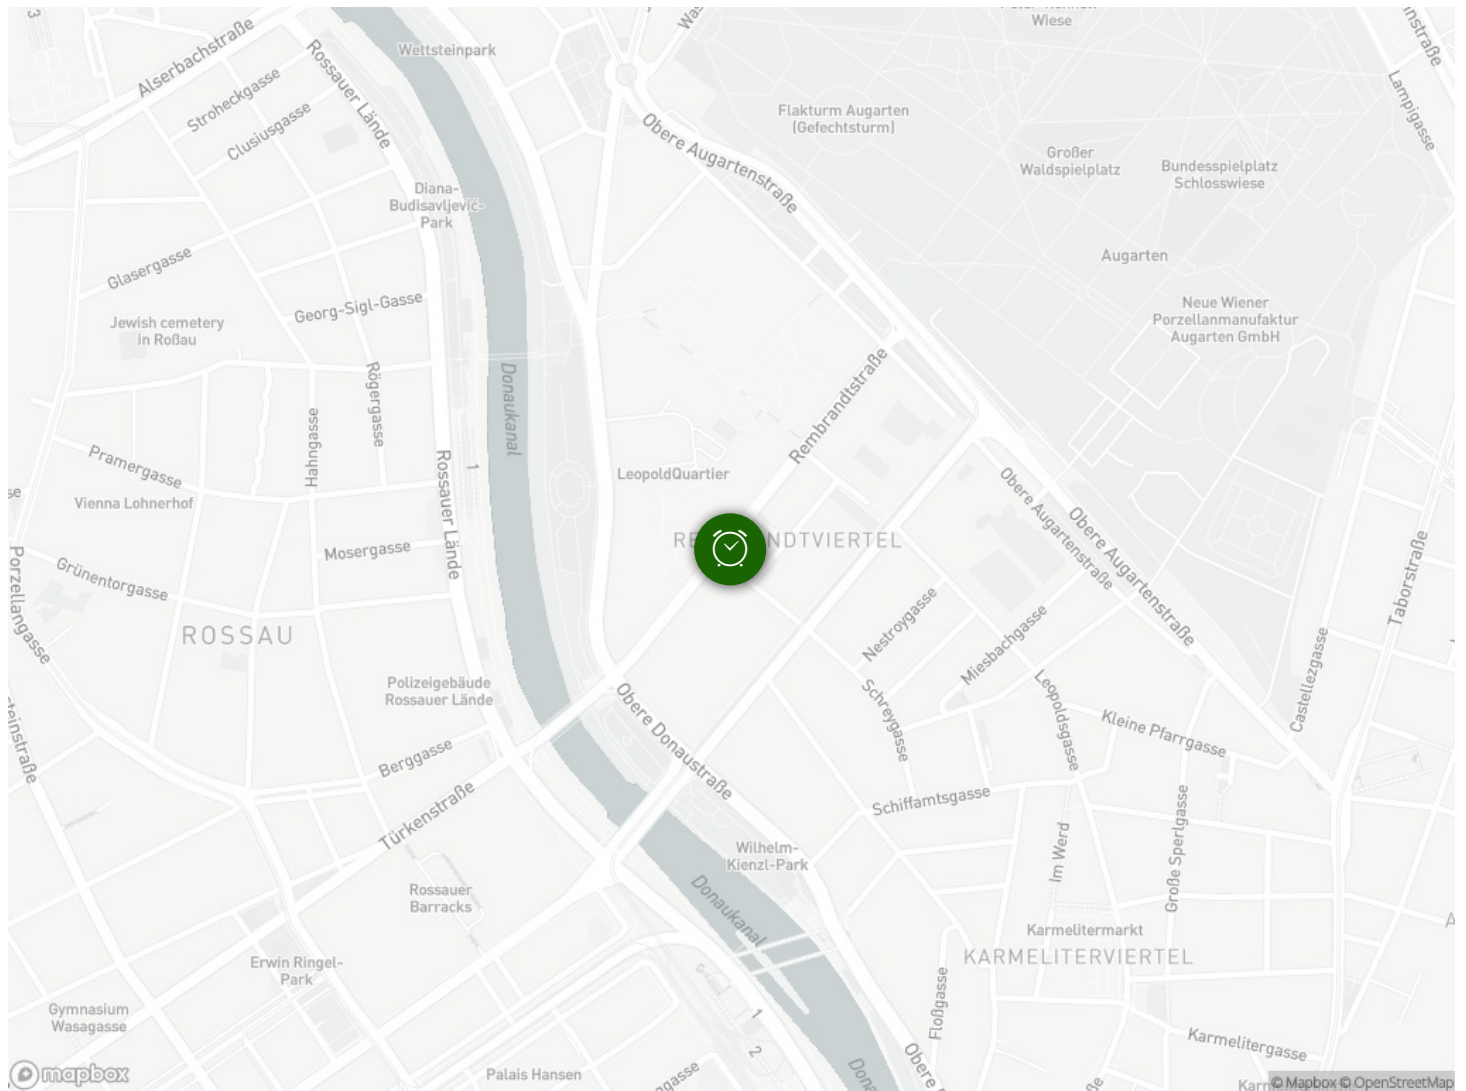 3
Alserbachstraße
Stroheckgasse
Clusiusgasse
Rossauer Lände
Wettsteinpark
Obere Augartenstraße
Wiese
Flakturm Augarten
(Gefechtsturm)
Großer
Waldspielplatz
Bundesspielplatz
Schlosswiese
Lampigasse
Diana-
Budisavljević-
Park
Augarten
Glasergasse
Georg-Sigl-Gasse
Jewish cemetery
in Roßau
Neue Wiener
Porzellanmanufaktur
Augarten GmbH
Rögergasse
Hahngasse
Donaukanal
Rembrandtstraße
Pramergasse
Vienna Lohnerhof
Rossauer Lände
1
LeopoldQuartier
Mosergasse
Grünentorgasse
Porzellangasse
ROSSAU
Obere Augartenstraße
Obere Augartenstraße
Taborstraße
Nestroygasse
Miesbachgasse
Castellezgasse
Polizeigebäude
Rossauer Lände
Obere Donaustraße
Schreygasse
Leopoldsgasse
Kleine Pfarrgasse
Berggasse
Türkenstraße
Schiffamtsgasse
Im Werd
Große Sperlgasse
Wilhelm-
Kienzl-Park
Rossauer
Barracks
Donaukanal
Karmelitermarkt
KARMELITERVIERTEL
Erwin Ringel-
Park
Gymnasium
Wasagasse
Floßgasse
1
2
Karmelitergasse
Palais Hansen
mapbox
© Mapbox © OpenStreetMap